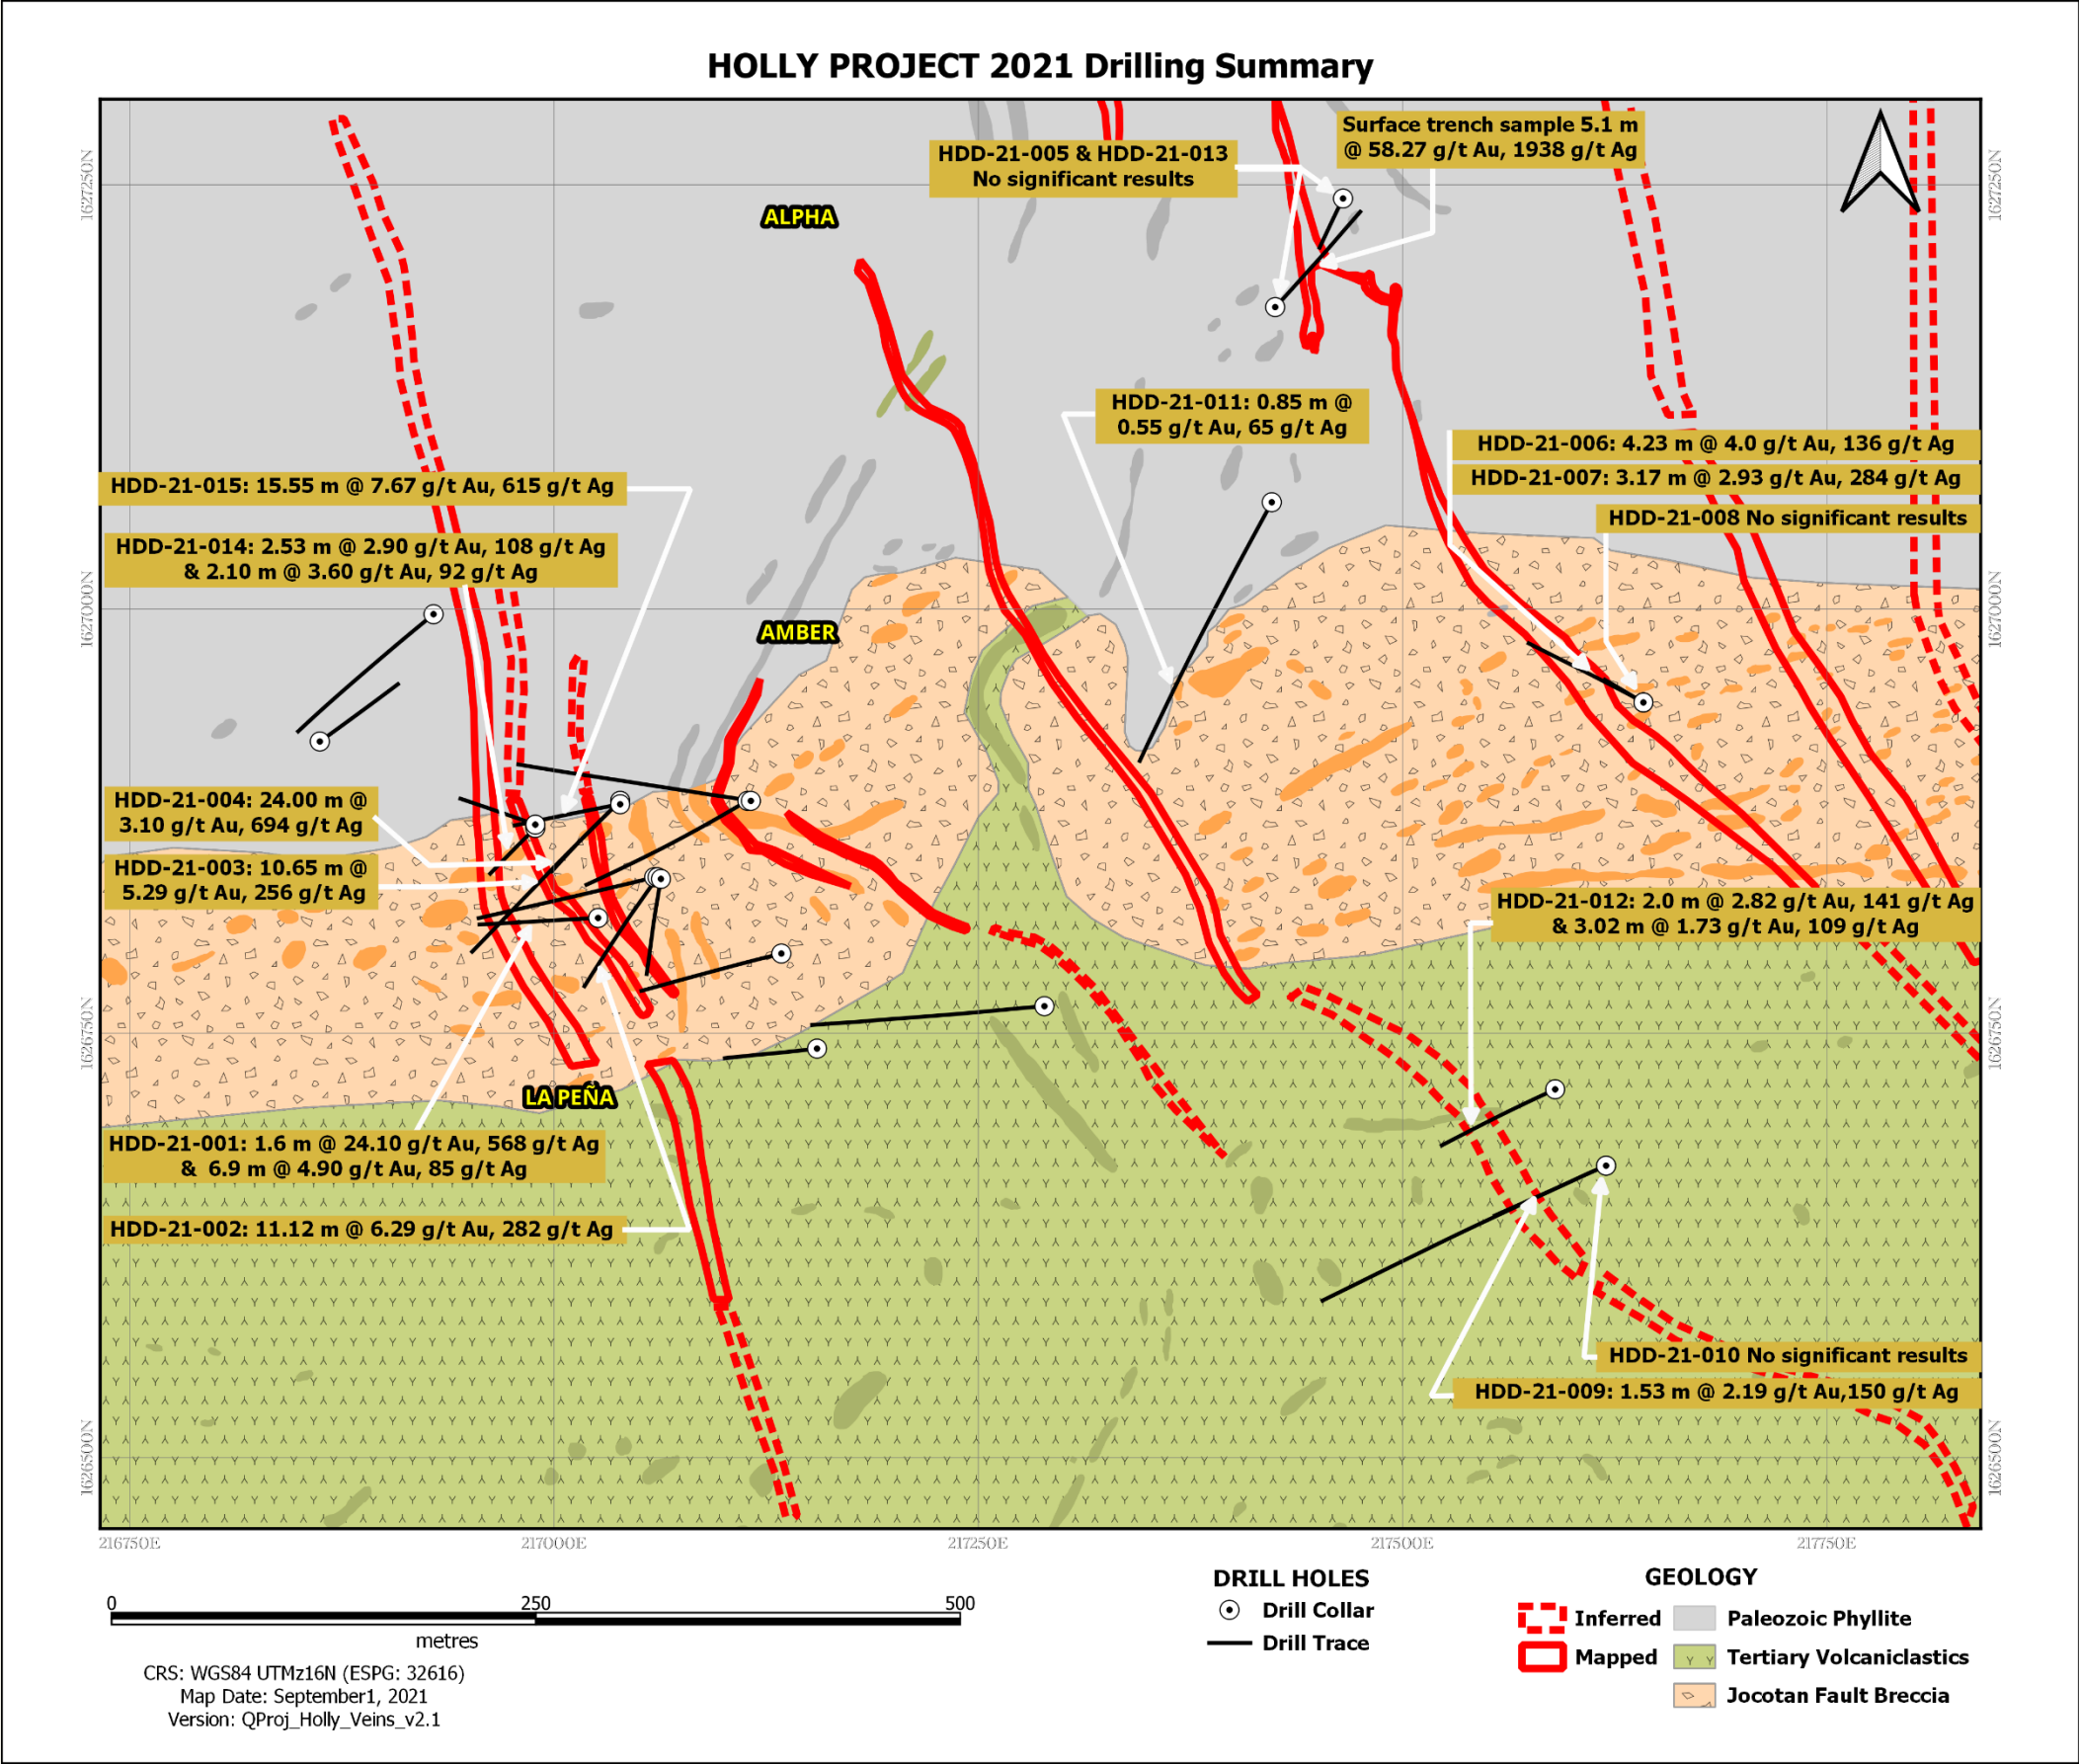 HOLLY PROJECT 2021 Drilling Summary
Surface trench sample 5.1 m
@ 58.27 g/t Au, 1938 g/t Ag
HDD-21-005 & HDD-21-013
No significant results
1627250N
1627250N
ALPHA
HDD-21-011: 0.85 m @
0.55 g/t Au, 65 g/t Ag
HDD-21-006: 4.23 m @ 4.0 g/t Au, 136 g/t Ag
HDD-21-007: 3.17 m @ 2.93 g/t Au, 284 g/t Ag
HDD-21-008 No significant results
HDD-21-015: 15.55 m @ 7.67 g/t Au, 615 g/t Ag
HDD-21-014: 2.53 m @ 2.90 g/t Au, 108 g/t Ag
& 2.10 m @ 3.60 g/t Au, 92 g/t Ag
1627000N
1627000N
AMBER
HDD-21-004: 24.00 m @
3.10 g/t Au, 694 g/t Ag
HDD-21-003: 10.65 m @
5.29 g/t Au, 256 g/t Ag
HDD-21-012: 2.0 m @ 2.82 g/t Au, 141 g/t Ag
& 3.02 m @ 1.73 g/t Au, 109 g/t Ag
1626750N
1626750N
LA PEÑA
HDD-21-001: 1.6 m @ 24.10 g/t Au, 568 g/t Ag
& 6.9 m @ 4.90 g/t Au, 85 g/t Ag
HDD-21-002: 11.12 m @ 6.29 g/t Au, 282 g/t Ag
HDD-21-010 No significant results
HDD-21-009: 1.53 m @ 2.19 g/t Au,150 g/t Ag
1626500N
1626500N
216750E 217000E 217250E 217500E 217750E
0 250 500
metres
CRS: WGS84 UTMz16N (ESPG: 32616)
Map Date: September1, 2021
Version: QProj_Holly_Veins_v2.1
DRILL HOLES
Drill Collar
Drill Trace
GEOLOGY
Inferred
Mapped
Paleozoic Phyllite
Tertiary Volcaniclastics
Jocotan Fault Breccia